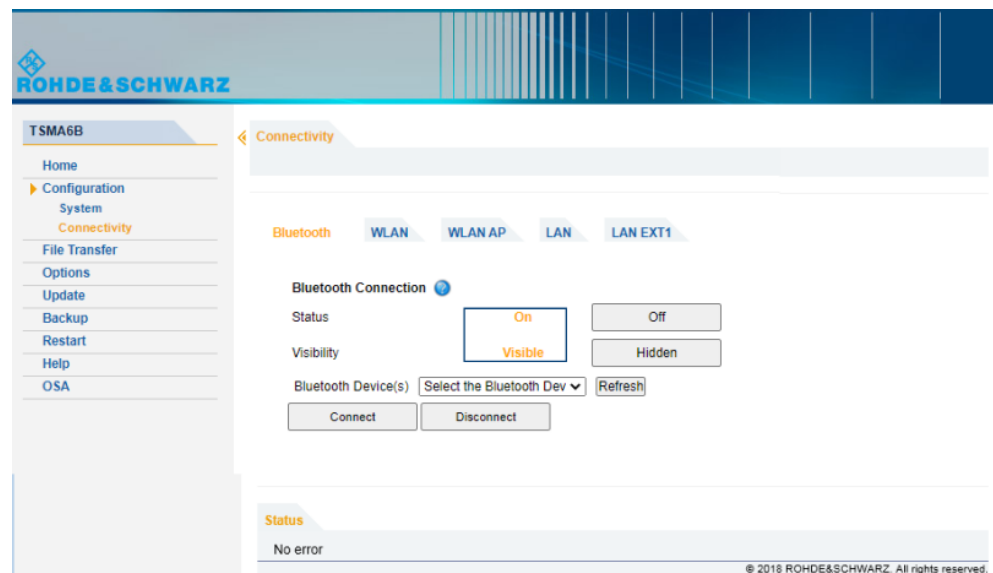 ROHDE&SCHWARZ
TSMA6B
Home
Configuration
System
Connectivity
File Transfer
Options
Update
Backup
Restart
Help
OSA
Connectivity
Bluetooth WLAN WLAN AP LAN LAN EXT1
Bluetooth Connection ?
Status On Off
Visibility Visible Hidden
Bluetooth Device(s) Select the Bluetooth Dev Refresh
Connect Disconnect
Status
No error
© 2018 ROHDE&SCHWARZ. All rights reserved.